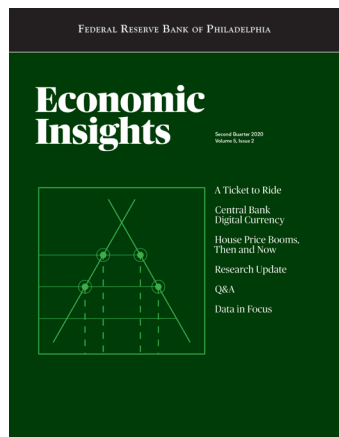 FEDERAL RESERVE BANK OF PHILADELPHIA
Economic
Insights
Second Quarter 2020
Volume 5, Issue 2
A Ticket to Ride
Central Bank
Digital Currency
House Price Booms,
Then and Now
Research Update
Q&A
Data in Focus